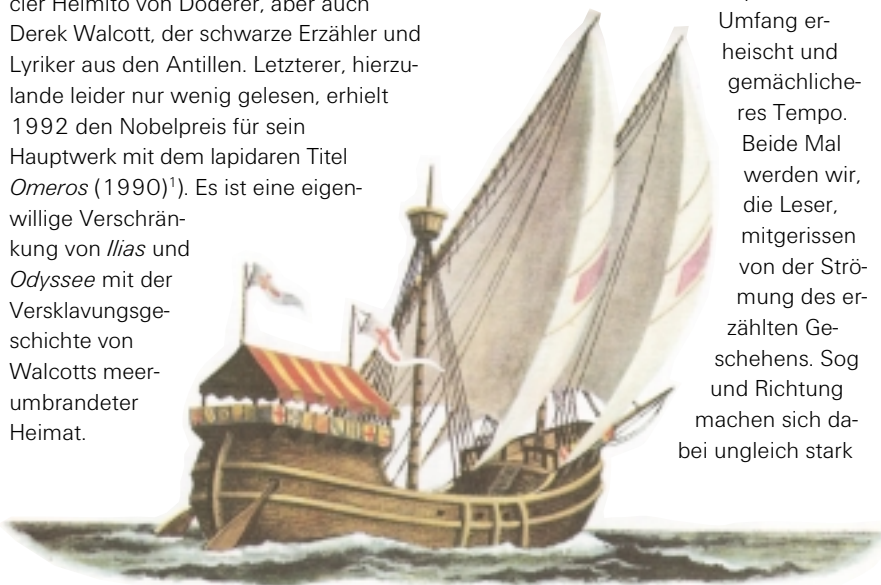 cier Heimito von Doderer, aber auch
Derek Walcott, der schwarze Erzähler und
Lyriker aus den Antillen. Letzterer, hierzu-
lande leider nur wenig gelesen, erhielt
1992 den Nobelpreis für sein
Hauptwerk mit dem lapidaren Titel
Omeros (1990)¹). Es ist eine eigen-
willige Verschrän-
kung von Ilias und
Odyssee mit der
Versklavungsge-
schichte von
Walcotts meer-
umbrandeter
Heimat.
Umfang er-
heischt und
gemächliche-
res Tempo.
Beide Mal
werden wir,
die Leser,
mitgerissen
von der Strö-
mung des er-
zählten Ge-
schehens. Sog
und Richtung
machen sich da-
bei ungleich stark